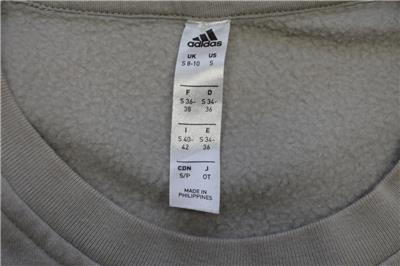 adidas
UK US
S 8-10 S
F D
S 36- S 34-
38 36
I E
S 40- S 34-
42 36
CDN J
S/P OT
MADE IN
PHILIPPINES